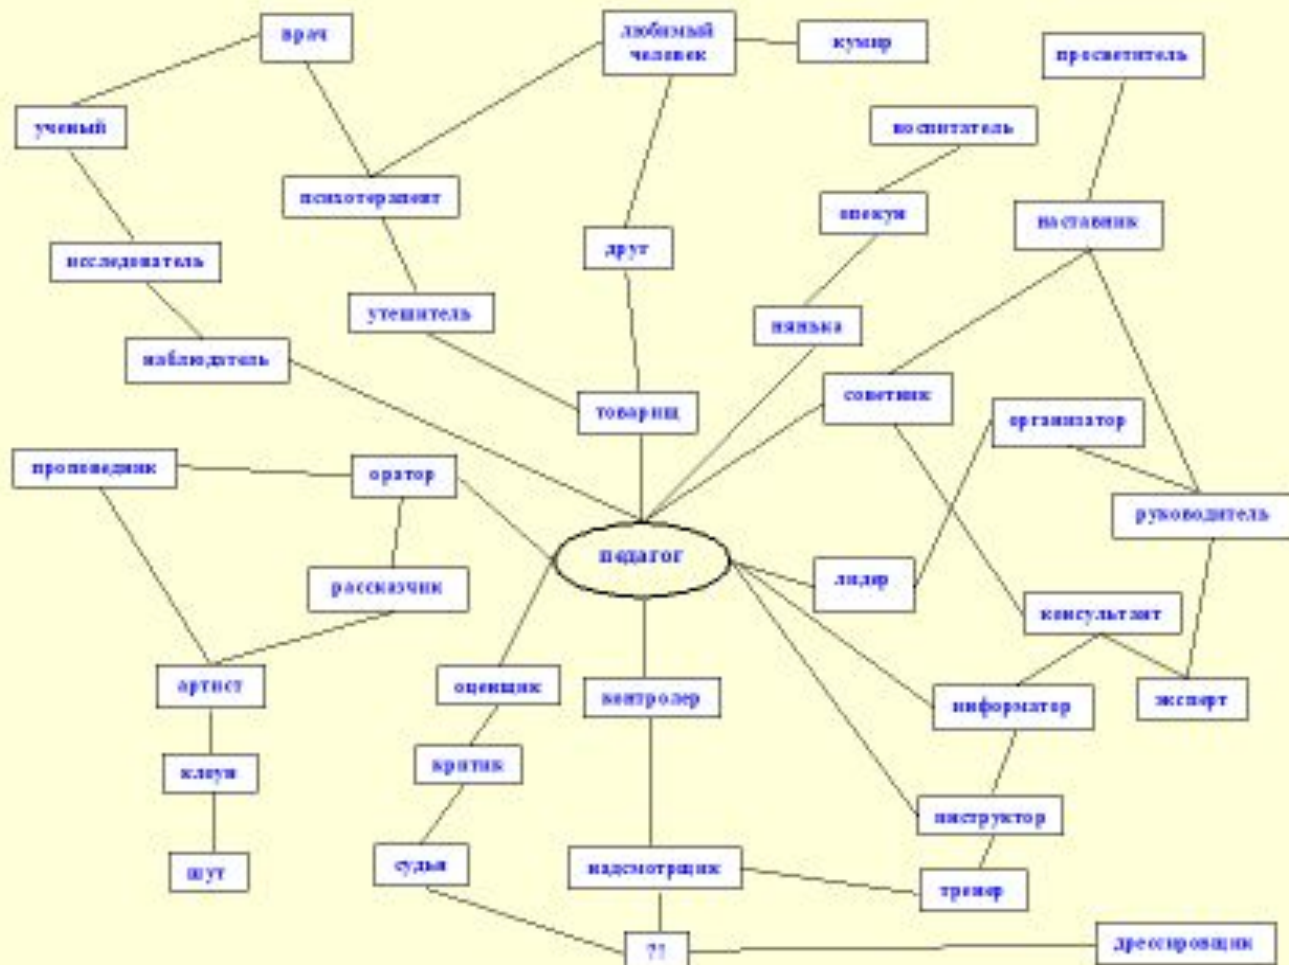 врач
любимый
человек
кумир
просветитель
ученый
воспитатель
психотерапевт
опекун
наставник
друг
исследователь
утешитель
нянька
наблюдатель
советник
товарищ
организатор
проповедник
оратор
руководитель
педагог
лидер
рассказчик
консультант
артист
оценщик
контролер
информатор
эксперт
клоун
критик
инструктор
шут
судья
надсмотрщик
тренер
?!
дрессировщик